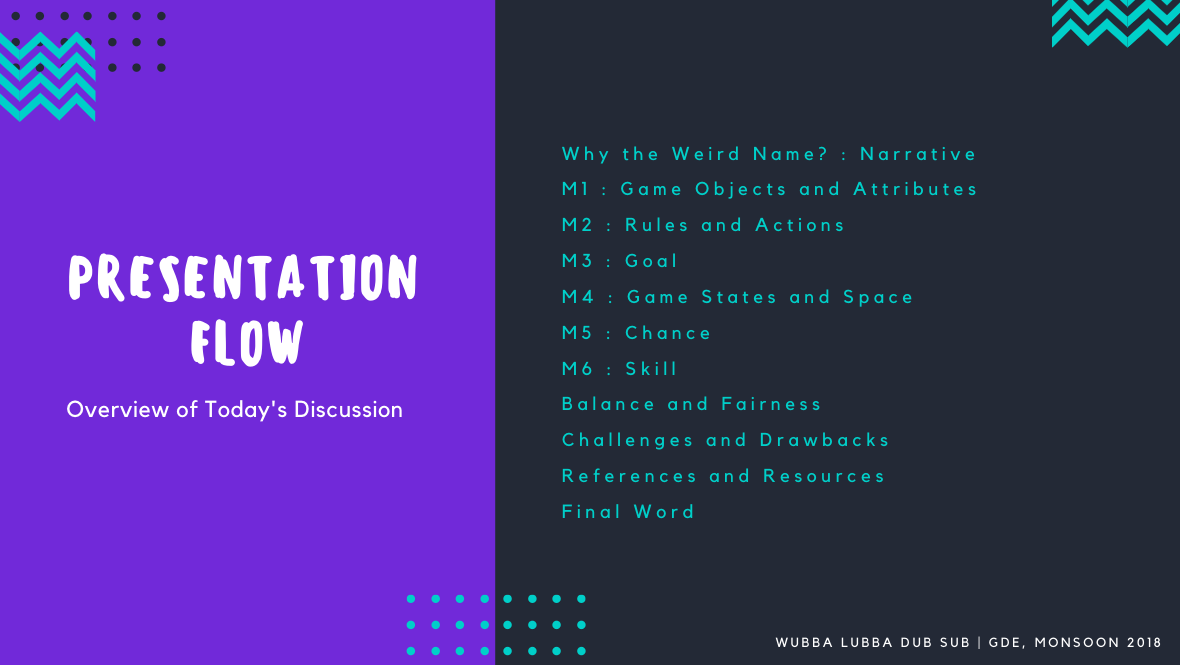 PRESENTATION
FLOW
Overview of Today's Discussion
Why the Weird Name? : Narrative
M1 : Game Objects and Attributes
M2 : Rules and Actions
M3 : Goal
M4 : Game States and Space
M5 : Chance
M6 : Skill
Balance and Fairness
Challenges and Drawbacks
References and Resources
Final Word
WUBBA LUBBA DUB SUB | GDE, MONSOON 2018